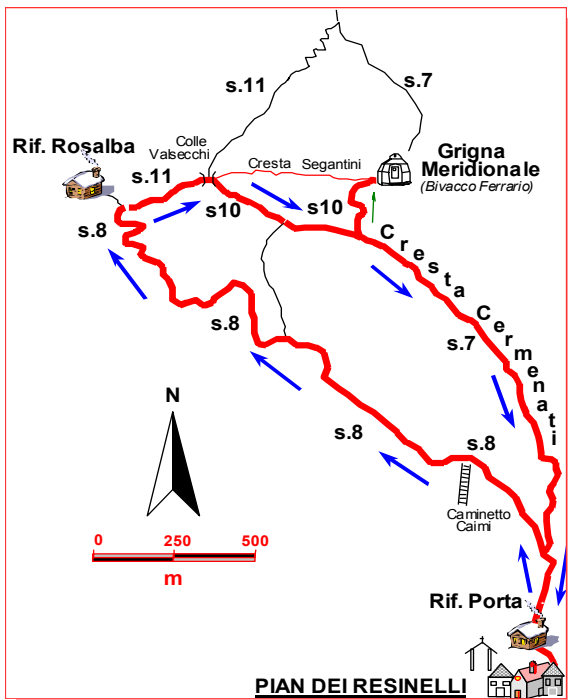 s.11
s.7
Colle
Valsecchi
Rif. Rosalba
Cresta Segantini
Grigna
Meridionale
(Bivacco Ferrario)
s.11
s10
s10
s.8
Cresta Cermenati
s.8
s.7
N
s.8
s.8
Caminetto
Caimi
0 250 500
m
Rif. Porta
PIAN DEI RESINELLI